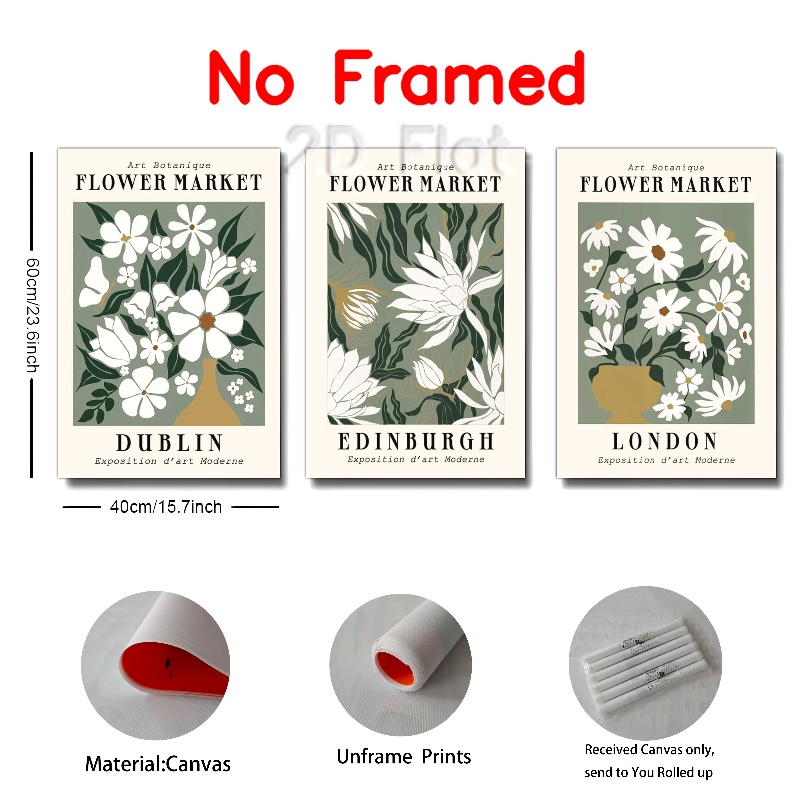 No Framed
2D Flat
Art Botanique
FLOWER MARKET
DUBLIN
Exposition d'art Moderne
Art Botanique
FLOWER MARKET
EDINBURGH
Exposition d'art Moderne
Art Botanique
FLOWER MARKET
LONDON
Exposition d'art Moderne
60cm/23.6inch
40cm/15.7inch
Material:Canvas
Unframe Prints
Received Canvas only,
send to You Rolled up